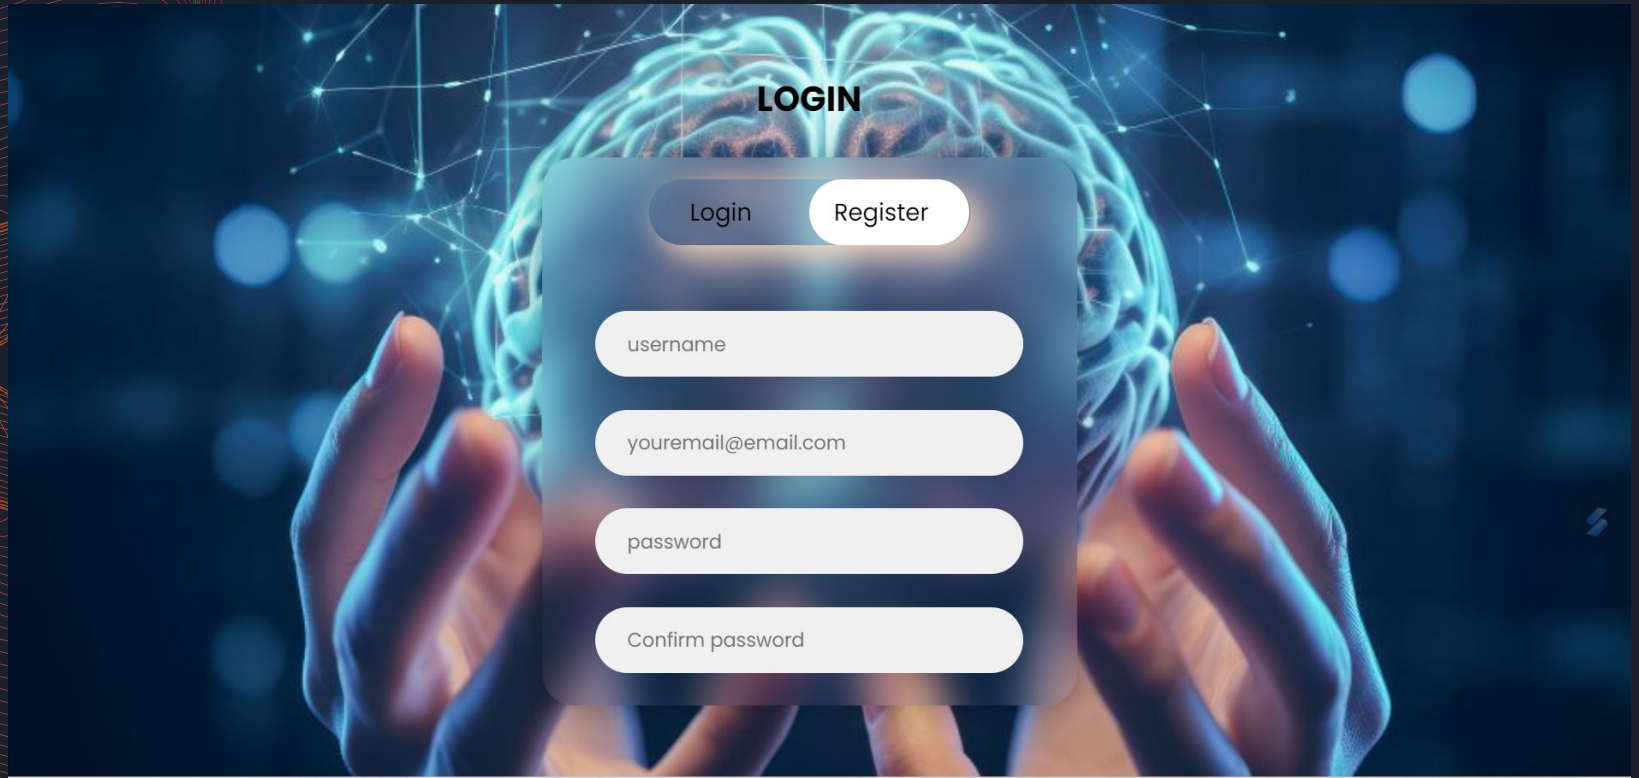 LOGIN
Login Register
username
youremail@email.com
password
Confirm password